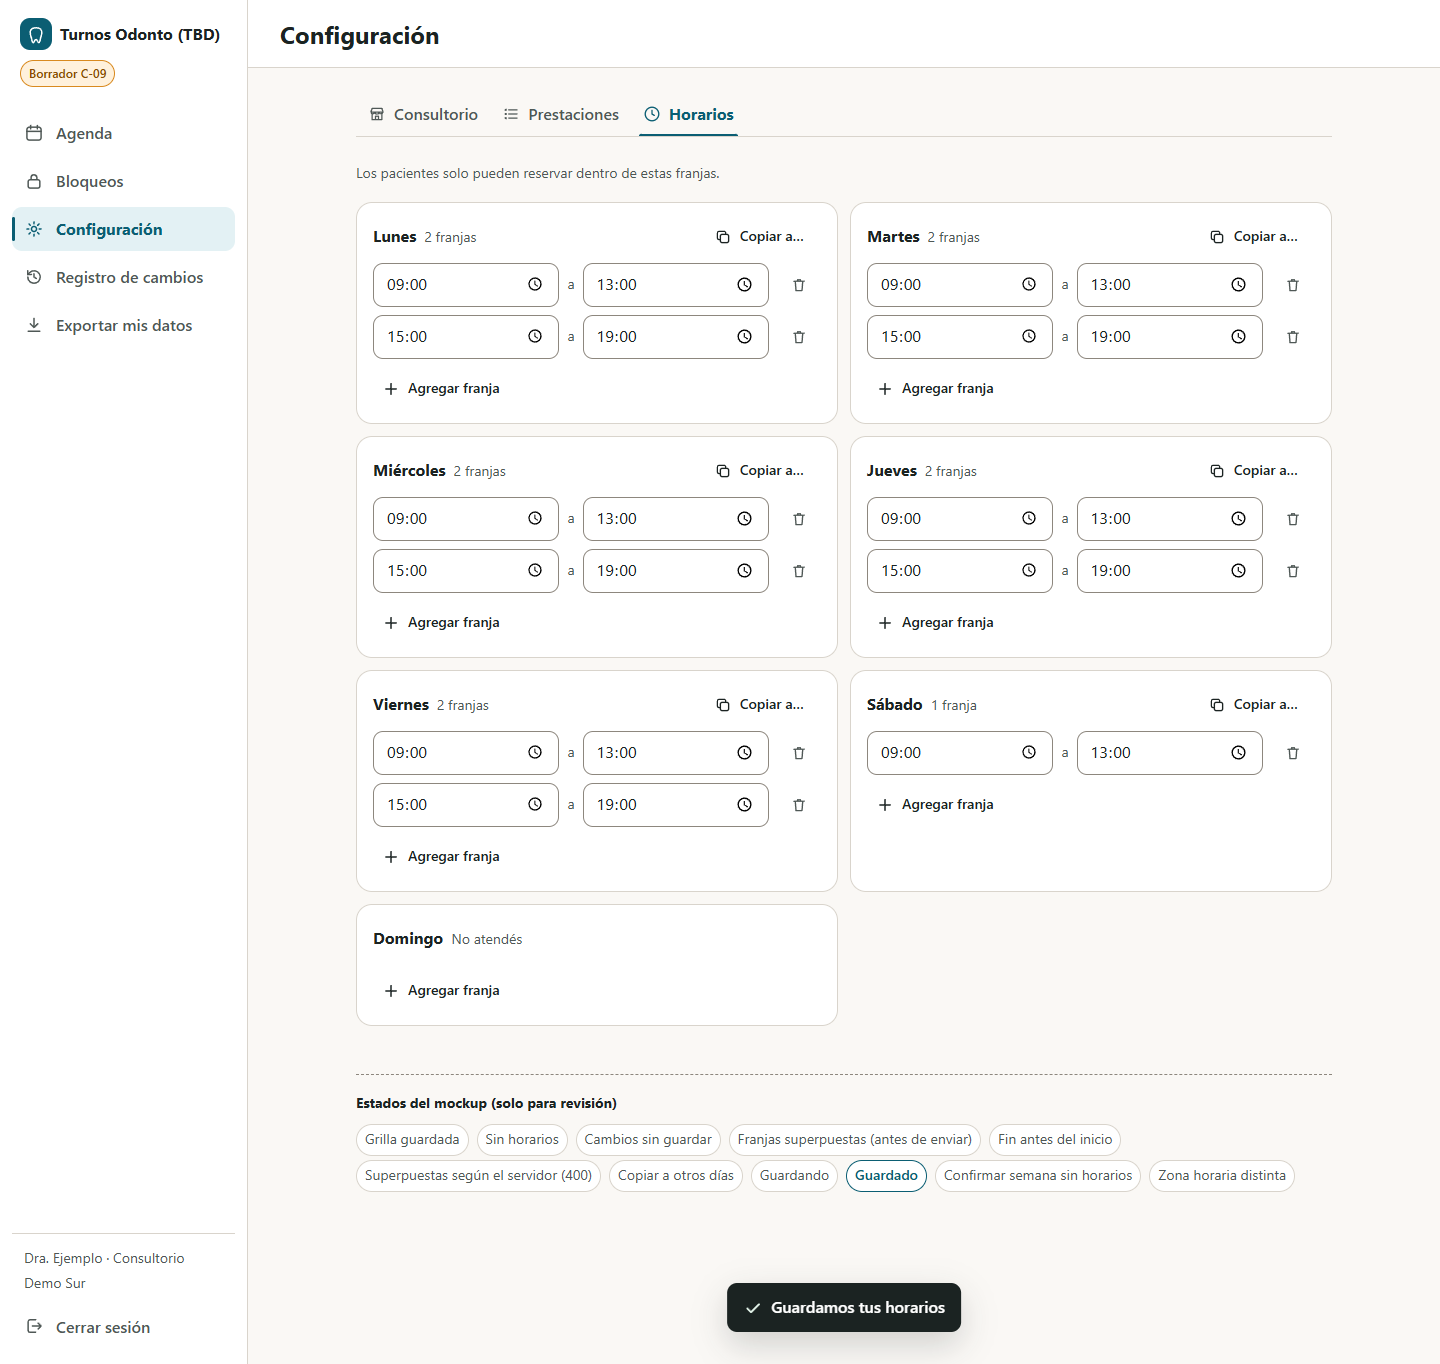 Turnos Odonto (TBD)
Borrador C-09
Agenda
Bloqueos
Configuración
Registro de cambios
Exportar mis datos
Dra. Ejemplo · Consultorio
Demo Sur
Cerrar sesión
Configuración
Consultorio Prestaciones Horarios
Los pacientes solo pueden reservar dentro de estas franjas.
Lunes 2 franjas Copiar a...
09:00 a 13:00
15:00 a 19:00
Agregar franja
Martes 2 franjas Copiar a...
09:00 a 13:00
15:00 a 19:00
Agregar franja
Miércoles 2 franjas Copiar a...
09:00 a 13:00
15:00 a 19:00
Agregar franja
Jueves 2 franjas Copiar a...
09:00 a 13:00
15:00 a 19:00
Agregar franja
Viernes 2 franjas Copiar a...
09:00 a 13:00
15:00 a 19:00
Agregar franja
Sábado 1 franja Copiar a...
09:00 a 13:00
Agregar franja
Domingo No atendés
Agregar franja
Estados del mockup (solo para revisión)
Grilla guardada Sin horarios Cambios sin guardar Franjas superpuestas (antes de enviar) Fin antes del inicio
Superpuestas según el servidor (400) Copiar a otros días Guardando Guardado Confirmar semana sin horarios Zona horaria distinta
Guardamos tus horarios